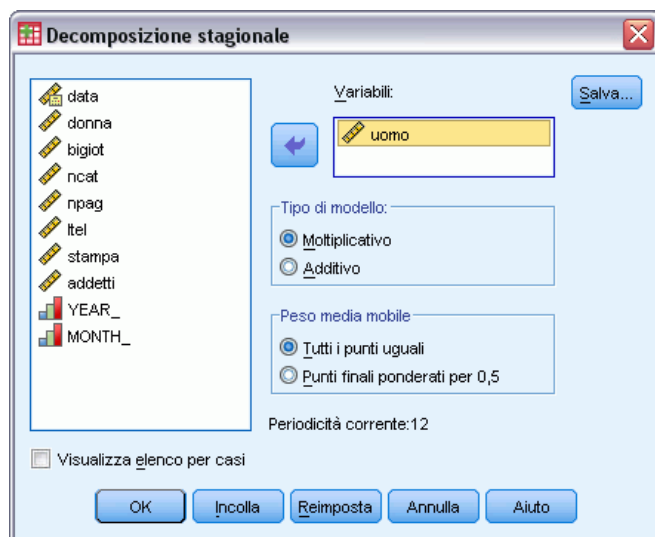 Decomposizione stagionale
data
donna
bigiot
ncat
npag
ltel
stampa
addetti
YEAR_
MONTH_
Variabili:
uomo
Salva...
Tipo di modello:
Moltiplicativo
Additivo
Peso media mobile
Tutti i punti uguali
Punti finali ponderati per 0,5
Periodicità corrente:12
Visualizza elenco per casi
OK
Incolla
Reimposta
Annulla
Aiuto